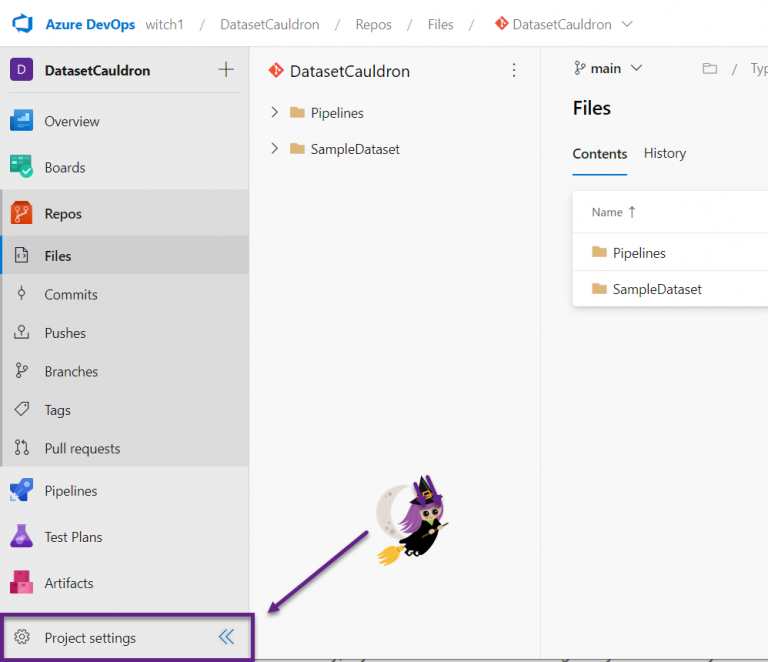 Azure DevOps witch1 / DatasetCauldron / Repos / Files / DatasetCauldron
D DatasetCauldron
Overview
Boards
Repos
Files
Commits
Pushes
Branches
Tags
Pull requests
Pipelines
Test Plans
Artifacts
Project settings
DatasetCauldron
Pipelines
SampleDataset
main / Typ
Files
Contents History
Name ↑
Pipelines
SampleDataset